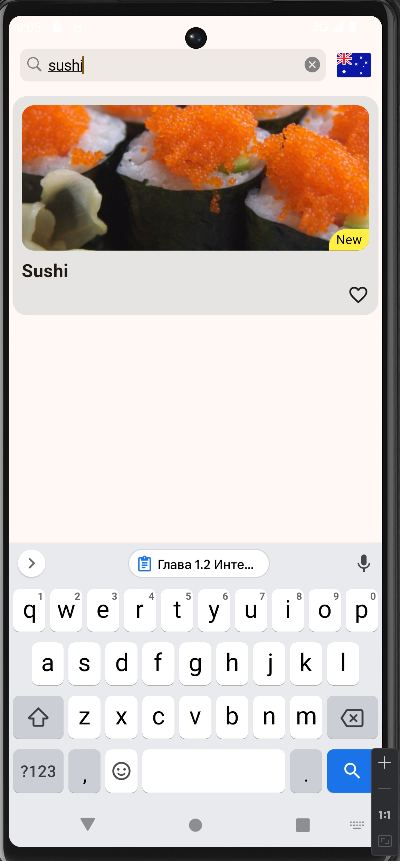 sushi
New
Sushi
Глава 1.2 Инте...
1 2 3 4 5 6 7 8 9 0
q w e r t y u i o p
a s d f g h j k l
z x c v b n m
?123 , .
1:1